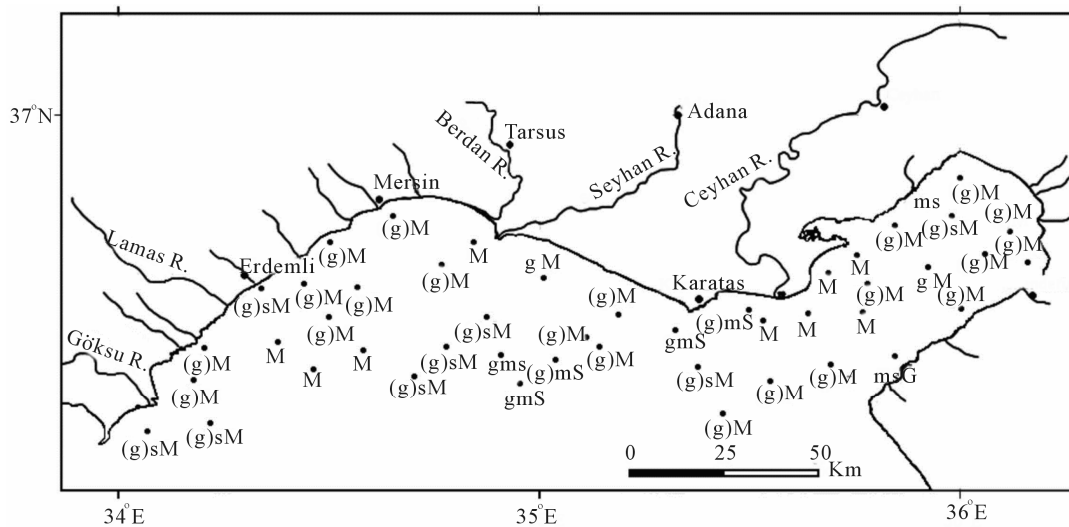 37°N
Adana
Tarsus
Berdan R.
Seyhan R.
Ceyhan R.
Mersin
Lamas R.
Erdemli
Göksu R.
Karatas
ms
(g)M
(g)sM
(g)M
(g)M
(g)M
(g)M
(g)M
M
g M
M
M
g M
(g)M
(g)M
(g)M
(g)sM
(g)M
(g)M
(g)M
(g)mS
M
M
M
(g)M
gmS
(g)M
M
M
(g)sM
(g)M
(g)M
gms
(g)mS
(g)sM
(g)M
msG
(g)M
M
(g)sM
gmS
(g)M
(g)M
(g)sM
(g)sM
0 25 50
Km
34°E
35°E
36°E